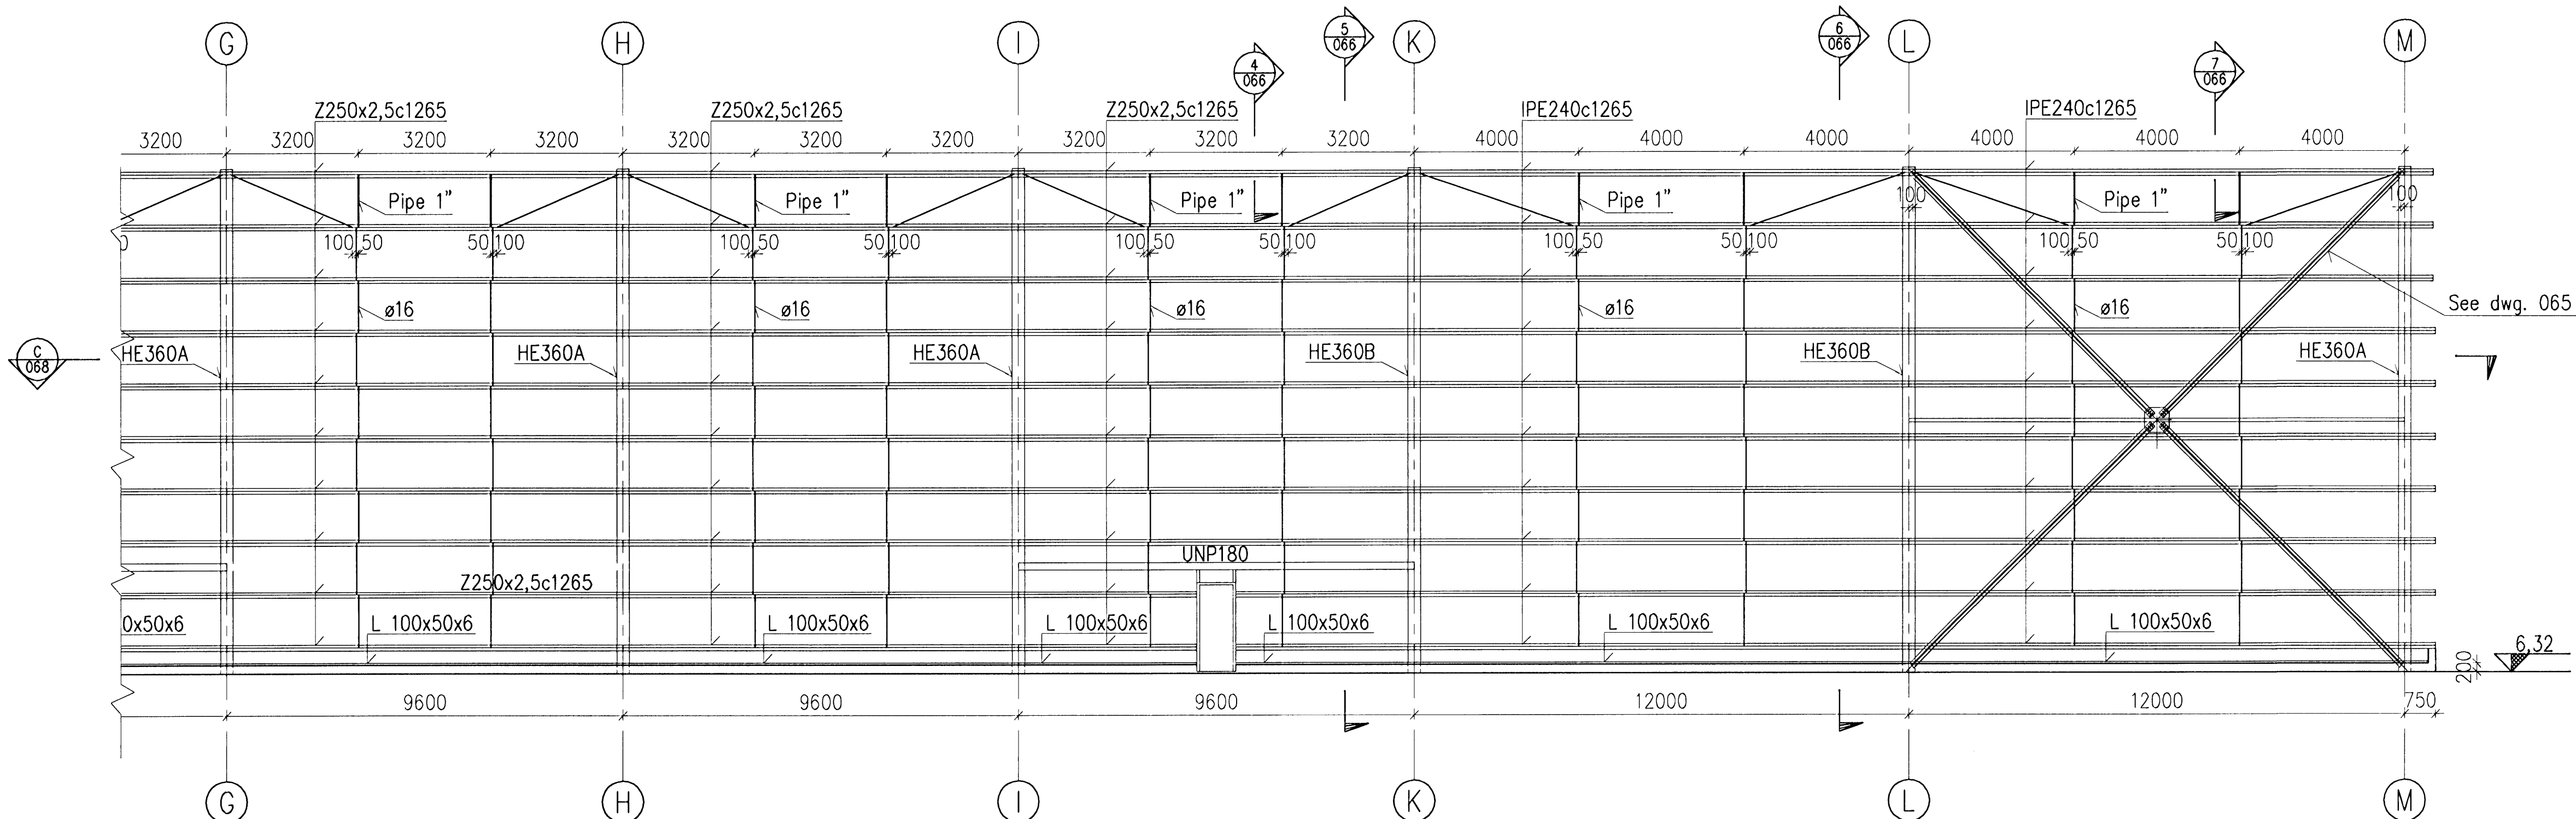 G H I K L M
4 066
5 066
6 066
7 066
Z250x2,5c1265 Z250x2,5c1265 Z250x2,5c1265 IPE240c1265 IPE240c1265
3200 3200 3200 3200 3200 3200 3200 3200 3200 3200 4000 4000 4000 4000 4000 4000
Pipe 1" Pipe 1" Pipe 1" Pipe 1" Pipe 1"
100 100
0 100 50 50 100 100 50 50 100 100 50 50 100 100 50 50 100 100 50 50 100
ø16 ø16 ø16 ø16 ø16
See dwg. 065
C 068
HE360A HE360A HE360A HE360B HE360B HE360A
UNP180
Z250x2,5c1265
0x50x6 L 100x50x6 L 100x50x6 L 100x50x6 L 100x50x6 L 100x50x6 L 100x50x6
6,32
200
9600 9600 9600 12000 12000 750
G H I K L M